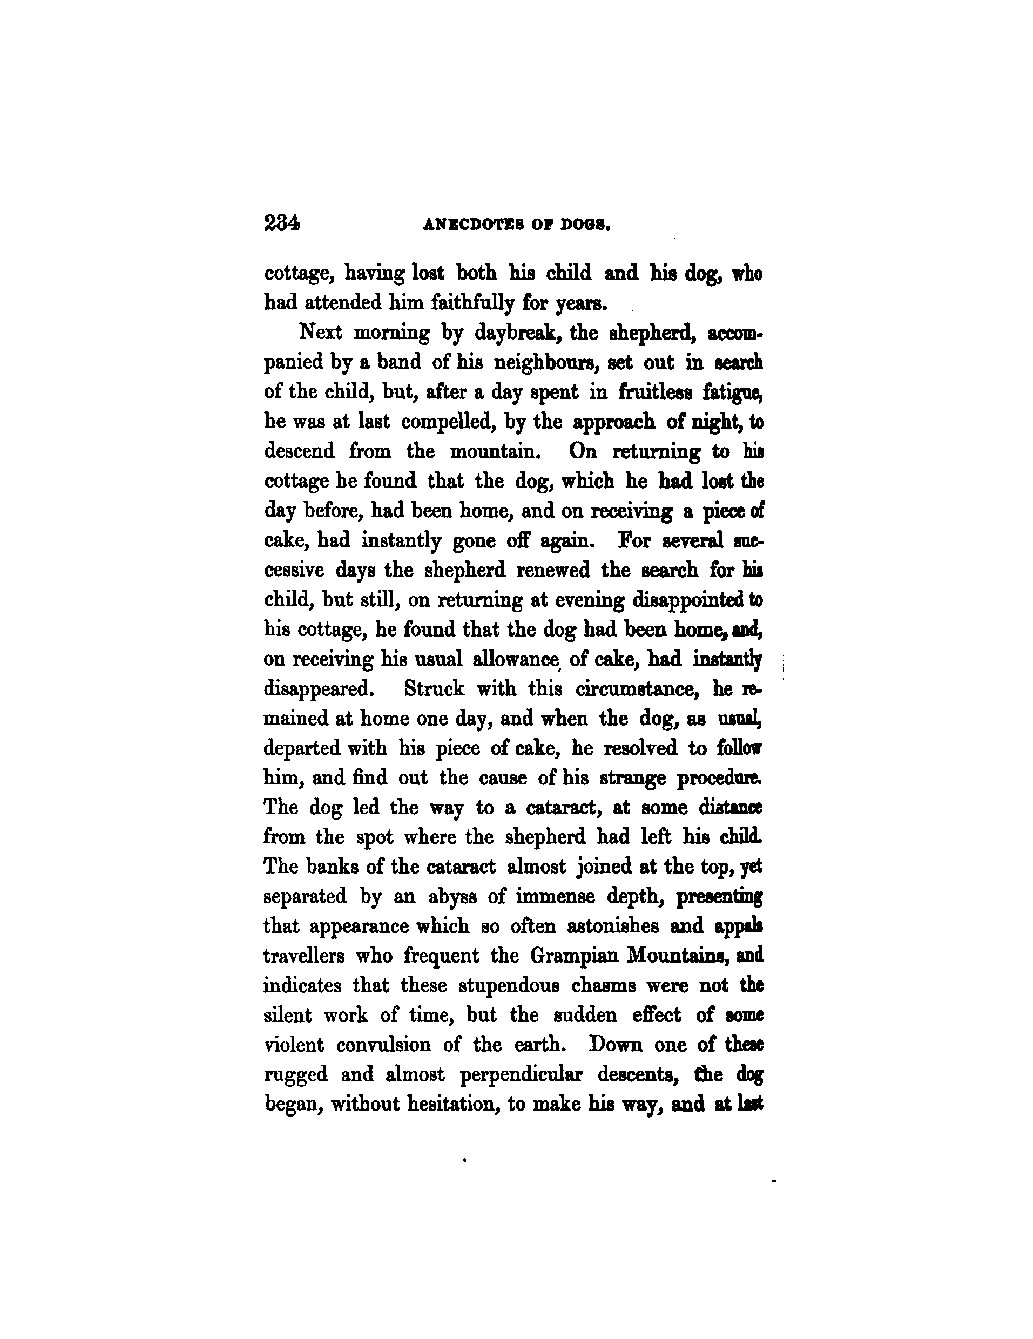 234 ANECDOTES OF DOGS.
cottage, having lost both his child and his dog, who
had attended him faithfully for years.
Next morning by daybreak, the shepherd, accom-
panied by a band of his neighbours, set out in search
of the child, but, after a day spent in fruitless fatigue,
he was at last compelled, by the approach of night, to
descend from the mountain. On returning to his
cottage he found that the dog, which he had lost the
day before, had been home, and on receiving a piece of
cake, had instantly gone off again. For several suc-
cessive days the shepherd renewed the search for his
child, but still, on returning at evening disappointed to
his cottage, he found that the dog had been home, and,
on receiving his usual allowance of cake, had instantly
disappeared. Struck with this circumstance, he re-
mained at home one day, and when the dog, as usual,
departed with his piece of cake, he resolved to follow
him, and find out the cause of his strange procedure.
The dog led the way to a cataract, at some distance
from the spot where the shepherd had left his child.
The banks of the cataract almost joined at the top, yet
separated by an abyss of immense depth, presenting
that appearance which so often astonishes and appals
travellers who frequent the Grampian Mountains, and
indicates that these stupendous chasms were not the
silent work of time, but the sudden effect of some
violent convulsion of the earth. Down one of these
rugged and almost perpendicular descents, the dog
began, without hesitation, to make his way, and at last